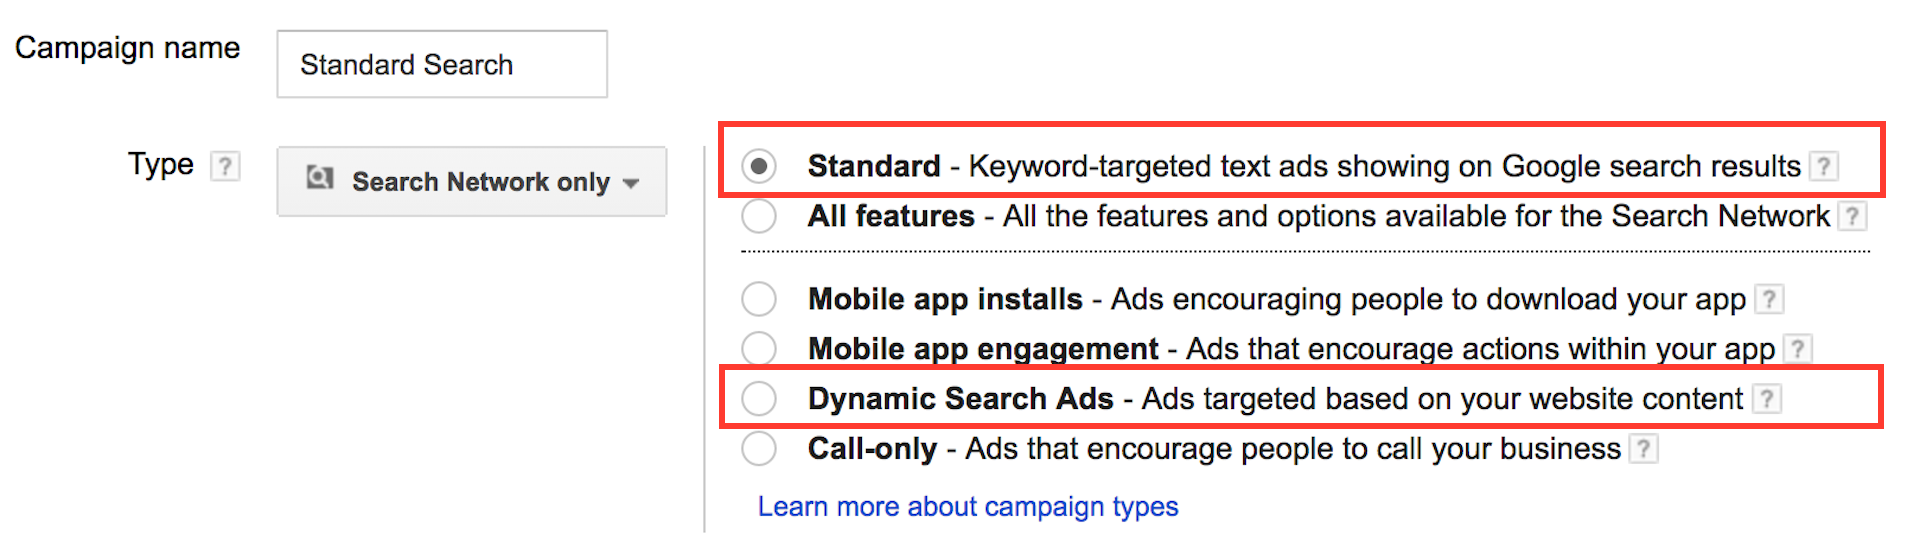 Campaign name
Standard Search
Type ?
Search Network only
Standard - Keyword-targeted text ads showing on Google search results ?
All features - All the features and options available for the Search Network ?
Mobile app installs - Ads encouraging people to download your app ?
Mobile app engagement - Ads that encourage actions within your app ?
Dynamic Search Ads - Ads targeted based on your website content ?
Call-only - Ads that encourage people to call your business ?
Learn more about campaign types